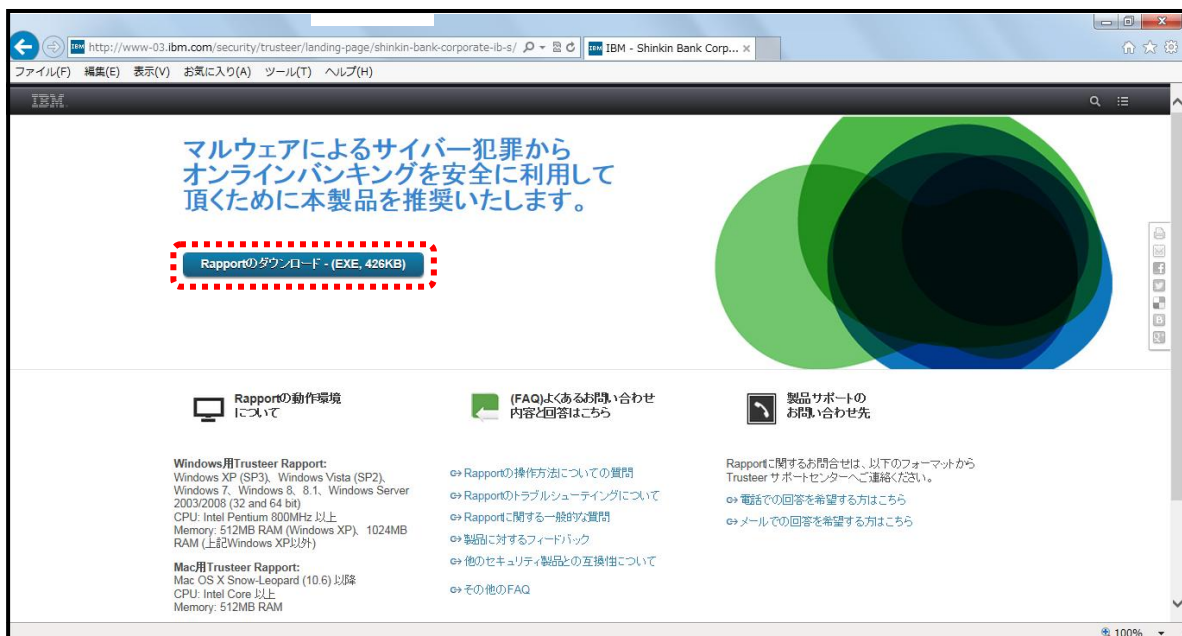 http://www-03.ibm.com/security/trusteer/landing-page/shinkin-bank-corporate-ib-s/
IBM - Shinkin Bank Corp...
ファイル(F) 編集(E) 表示(V) お気に入り(A) ツール(T) ヘルプ(H)
IBM
マルウェアによるサイバー犯罪から
オンラインバンキングを安全に利用して
頂くために本製品を推奨いたします。
Rapportのダウンロード - (EXE, 426KB)
Rapportの動作環境
について
Windows用Trusteer Rapport:
Windows XP (SP3)、Windows Vista (SP2)、
Windows 7、Windows 8、8.1、Windows Server
2003/2008 (32 and 64 bit)
CPU: Intel Pentium 800MHz 以上
Memory: 512MB RAM (Windows XP)、1024MB
RAM (上記Windows XP以外)
Mac用Trusteer Rapport:
Mac OS X Snow-Leopard (10.6) 以降
CPU: Intel Core 以上
Memory: 512MB RAM
(FAQ)よくあるお問い合わせ
内容と回答はこちら
Rapportの操作方法についての質問
Rapportのトラブルシューティングについて
Rapportに関する一般的な質問
製品に対するフィードバック
他のセキュリティ製品との互換性について
その他のFAQ
製品サポートの
お問い合わせ先
Rapportに関するお問合せは、以下のフォーマットから
Trusteer サポートセンターへご連絡ください。
電話での回答を希望する方はこちら
メールでの回答を希望する方はこちら
100%